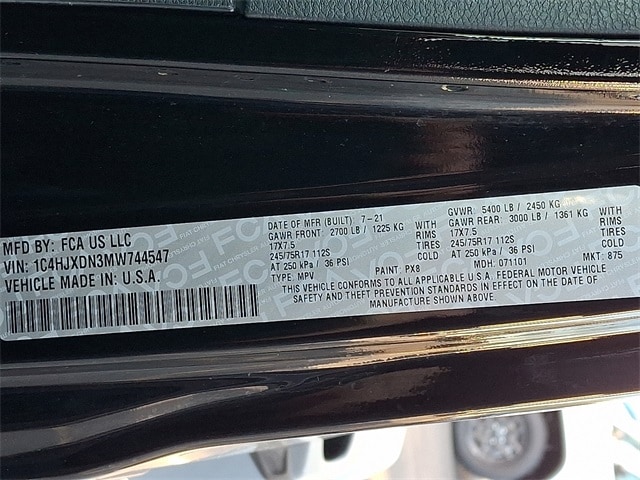 MFD BY: FCA US LLC
VIN: 1C4HJXDN3MW744547
VEHICLE MADE IN: U.S.A.
DATE OF MFR (BUILT) 7-21 GVWR: 5400 LB / 2450 KG
GAWR FRONT: 2700 LB / 1225 KG WITH GAWR REAR: 3000 LB / 1361 KG WITH
17X7.5 RIMS 17X7.5 RIMS
245/75R17 112S TIRES 245/75R17 112S TIRES
AT 250 kPa / 36 PSI COLD AT 250 kPa / 36 PSI COLD
TYPE: MPV PAINT: PX8 MDH: 071101 MKT: 875
THIS VEHICLE CONFORMS TO ALL APPLICABLE U.S.A. FEDERAL MOTOR VEHICLE
SAFETY AND THEFT PREVENTION STANDARDS IN EFFECT ON THE DATE OF
MANUFACTURE SHOWN ABOVE.